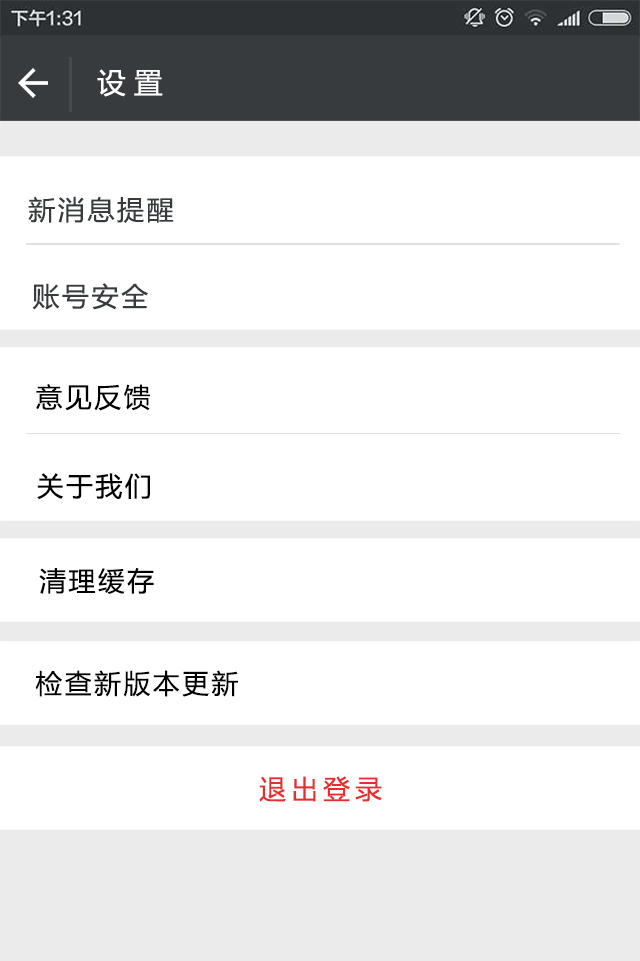 下午1:31
设置
新消息提醒
账号安全
意见反馈
关于我们
清理缓存
检查新版本更新
退出登录